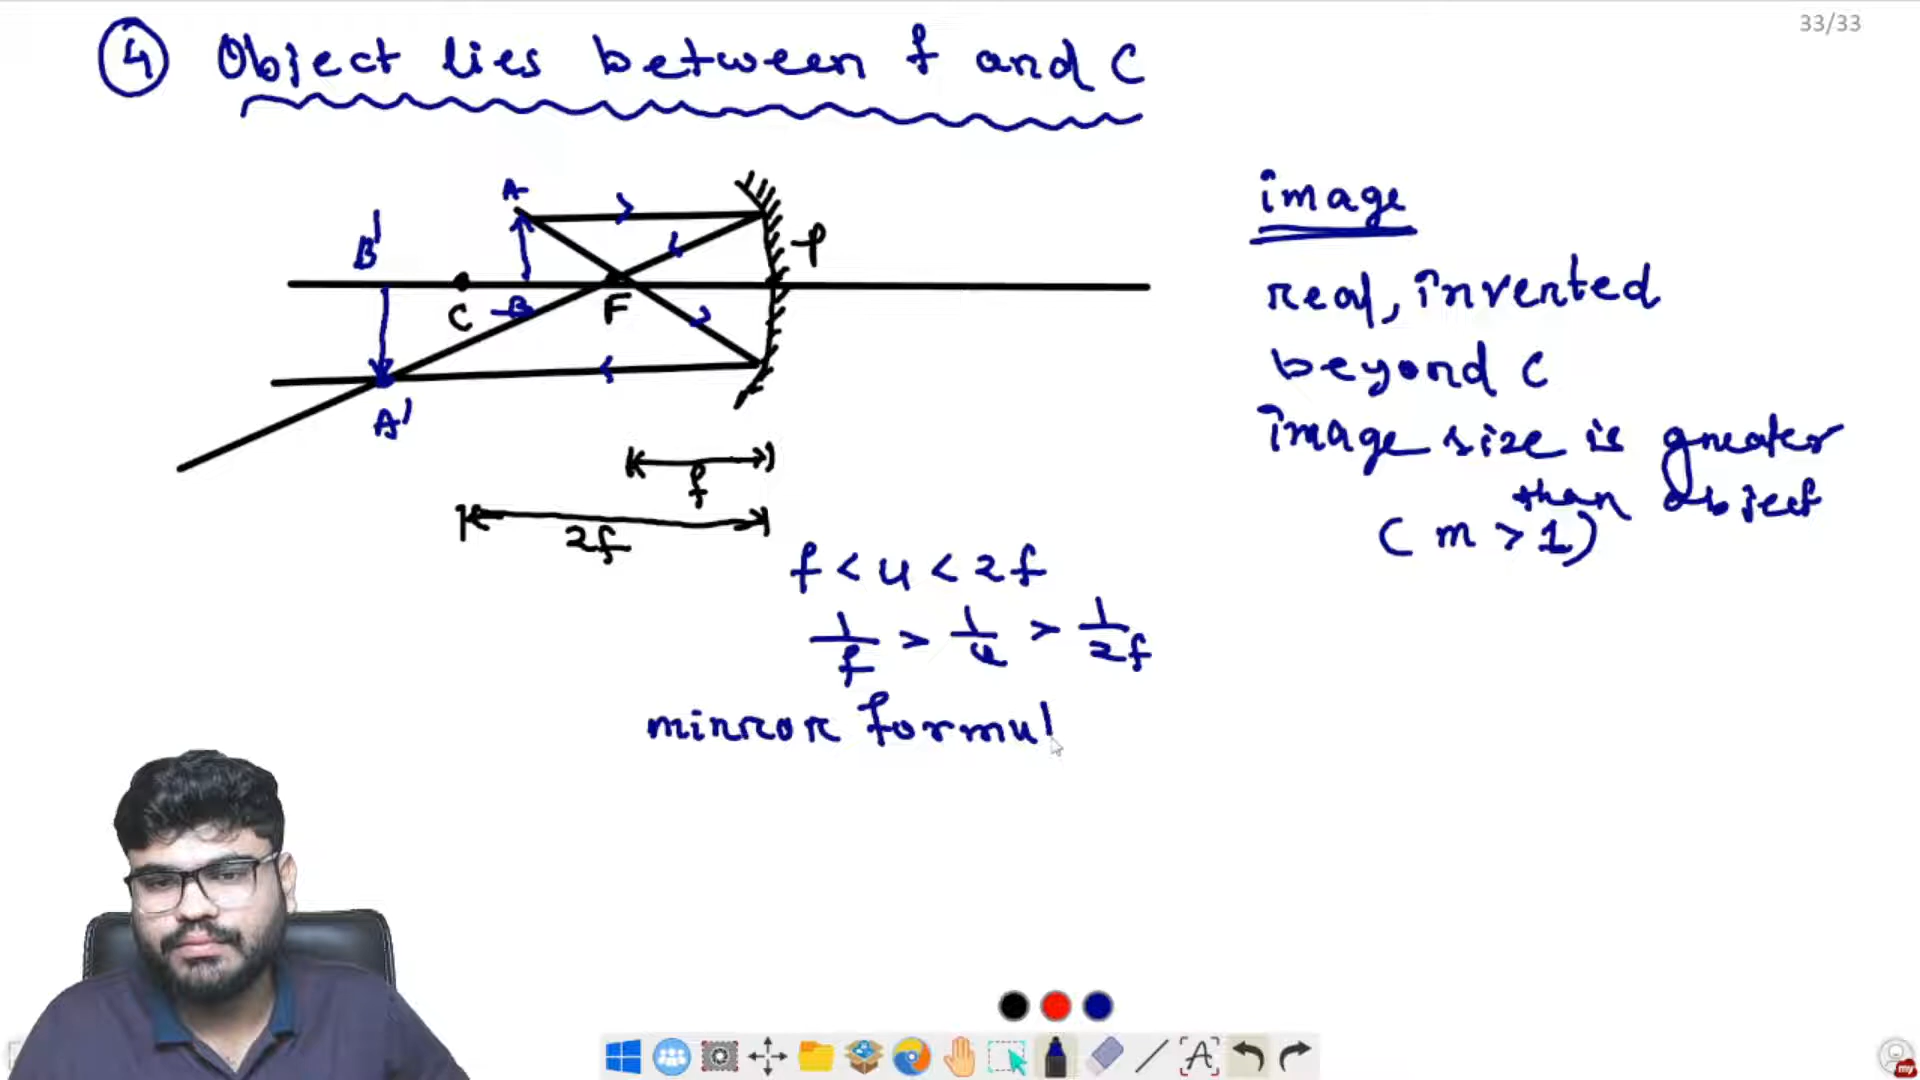 33/33
④ Object lies between f and C
A
B'
P
C
B
F
A'
f
2f
image
real, inverted
beyond C
image size is greater
than object
( m > 1 )
f < u < 2f
1/f > 1/u > 1/2f
mirror formul
A
my